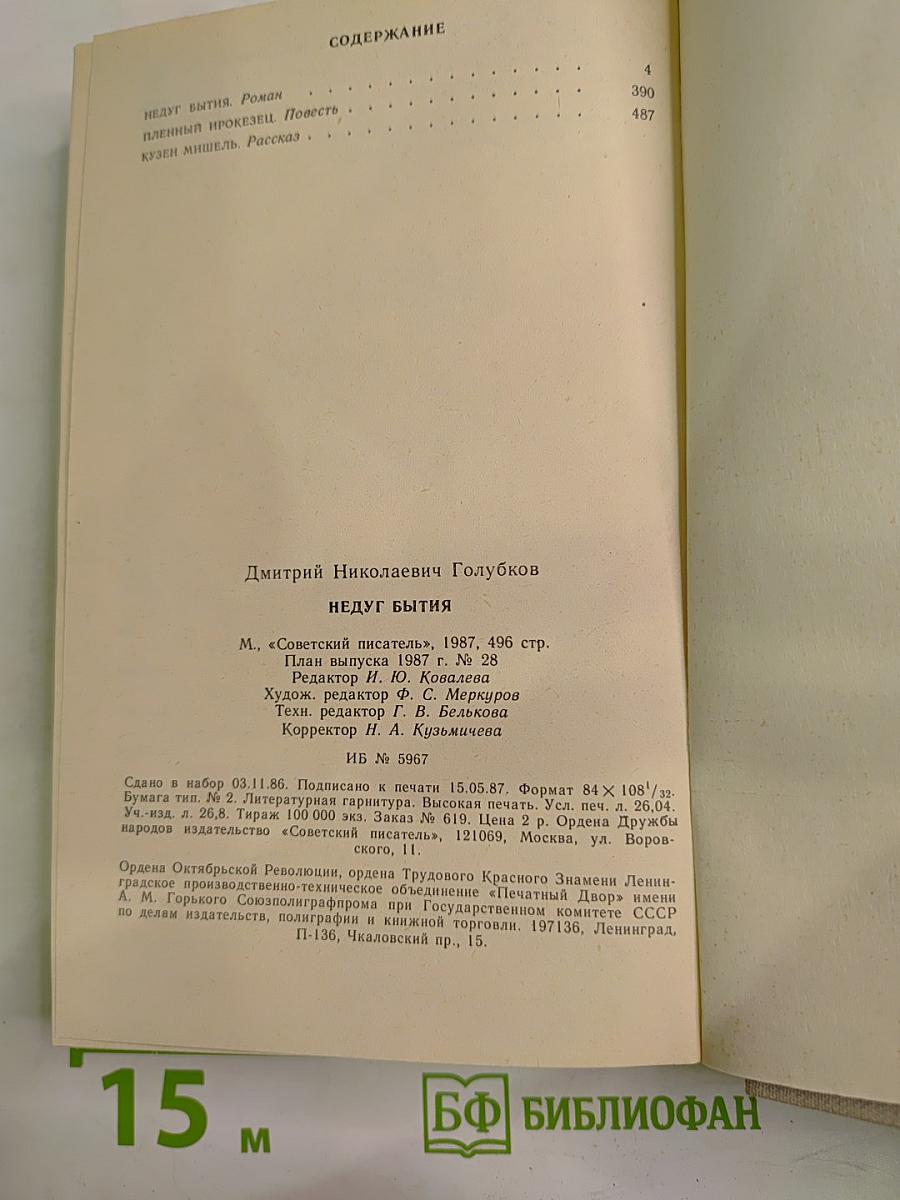 СОДЕРЖАНИЕ
НЕДУГ БЫТИЯ. Роман . . . . . . . . . . . . . 4
ПЛЕННЫЙ ИРОКЕЗЕЦ. Повесть . . . . . . . . . . . 390
КУЗЕН МИШЕЛЬ. Рассказ . . . . . . . . . . . . . 487
Дмитрий Николаевич Голубков
НЕДУГ БЫТИЯ
М., «Советский писатель», 1987, 496 стр.
План выпуска 1987 г. № 28
Редактор И. Ю. Ковалева
Худож. редактор Ф. С. Меркуров
Техн. редактор Г. В. Белькова
Корректор Н. А. Кузьмичева
ИБ № 5967
Сдано в набор 03.11.86. Подписано к печати 15.05.87. Формат 84×108¹/₃₂.
Бумага тип. № 2. Литературная гарнитура. Высокая печать. Усл. печ. л. 26,04.
Уч.-изд. л. 26,8. Тираж 100 000 экз. Заказ № 619. Цена 2 р. Ордена Дружбы
народов издательство «Советский писатель», 121069, Москва, ул. Воров-
ского, 11.
Ордена Октябрьской Революции, ордена Трудового Красного Знамени Ленин-
градское производственно-техническое объединение «Печатный Двор» имени
А. М. Горького Союзполиграфпрома при Государственном комитете СССР
по делам издательств, полиграфии и книжной торговли. 197136, Ленинград,
П-136, Чкаловский пр., 15.
15 м
БФ БИБЛИОФАН